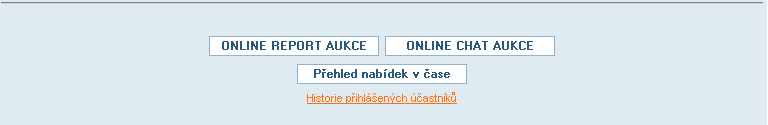 ONLINE REPORT AUKCE ONLINE CHAT AUKCE
Přehled nabídek v čase
Historie přihlášených účastníků